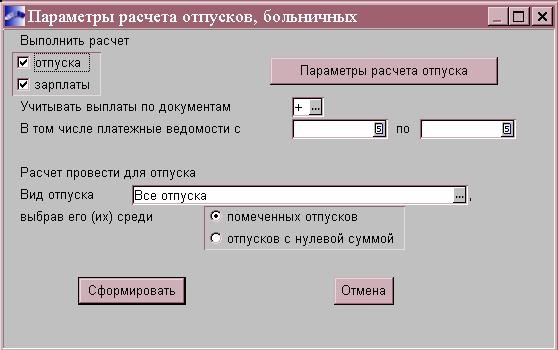 Параметры расчета отпусков, больничных
Выполнить расчет
отпуска
зарплаты
Параметры расчета отпуска
Учитывать выплаты по документам + ...
В том числе платежные ведомости с 5 по 5
Расчет провести для отпуска
Вид отпуска Все отпуска ... ,
выбрав его (их) среди помеченных отпусков
отпусков с нулевой суммой
Сформировать Отмена